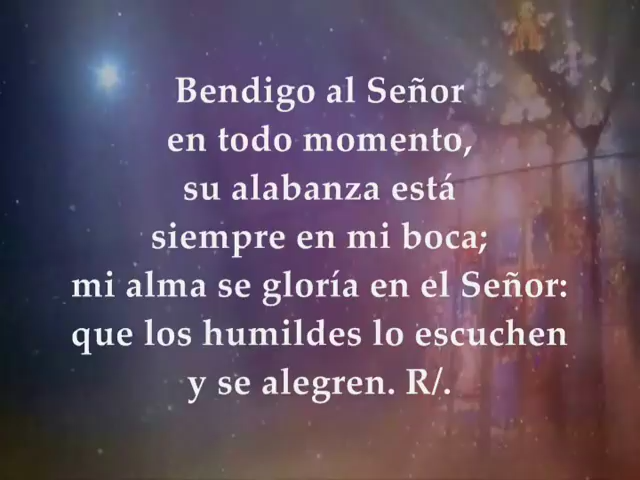 Bendigo al Señor
en todo momento,
su alabanza está
siempre en mi boca;
mi alma se gloría en el Señor:
que los humildes lo escuchen
y se alegren. R/.